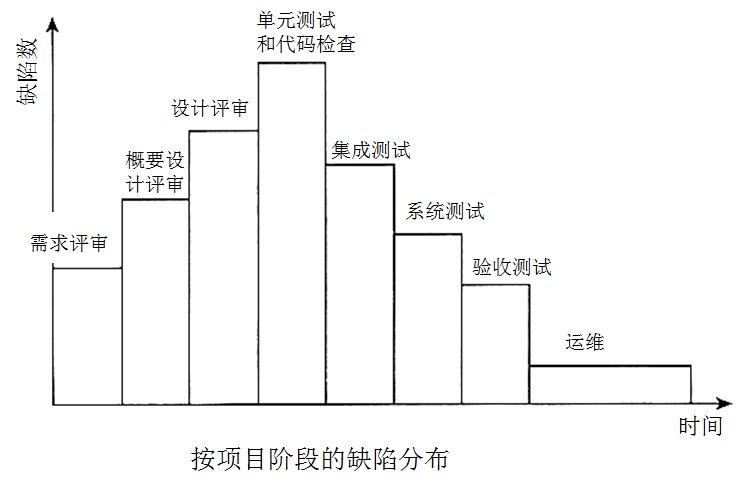 缺陷数
单元测试
和代码检查
设计评审
概要设
计评审
集成测试
系统测试
需求评审
验收测试
运维
时间
按项目阶段的缺陷分布